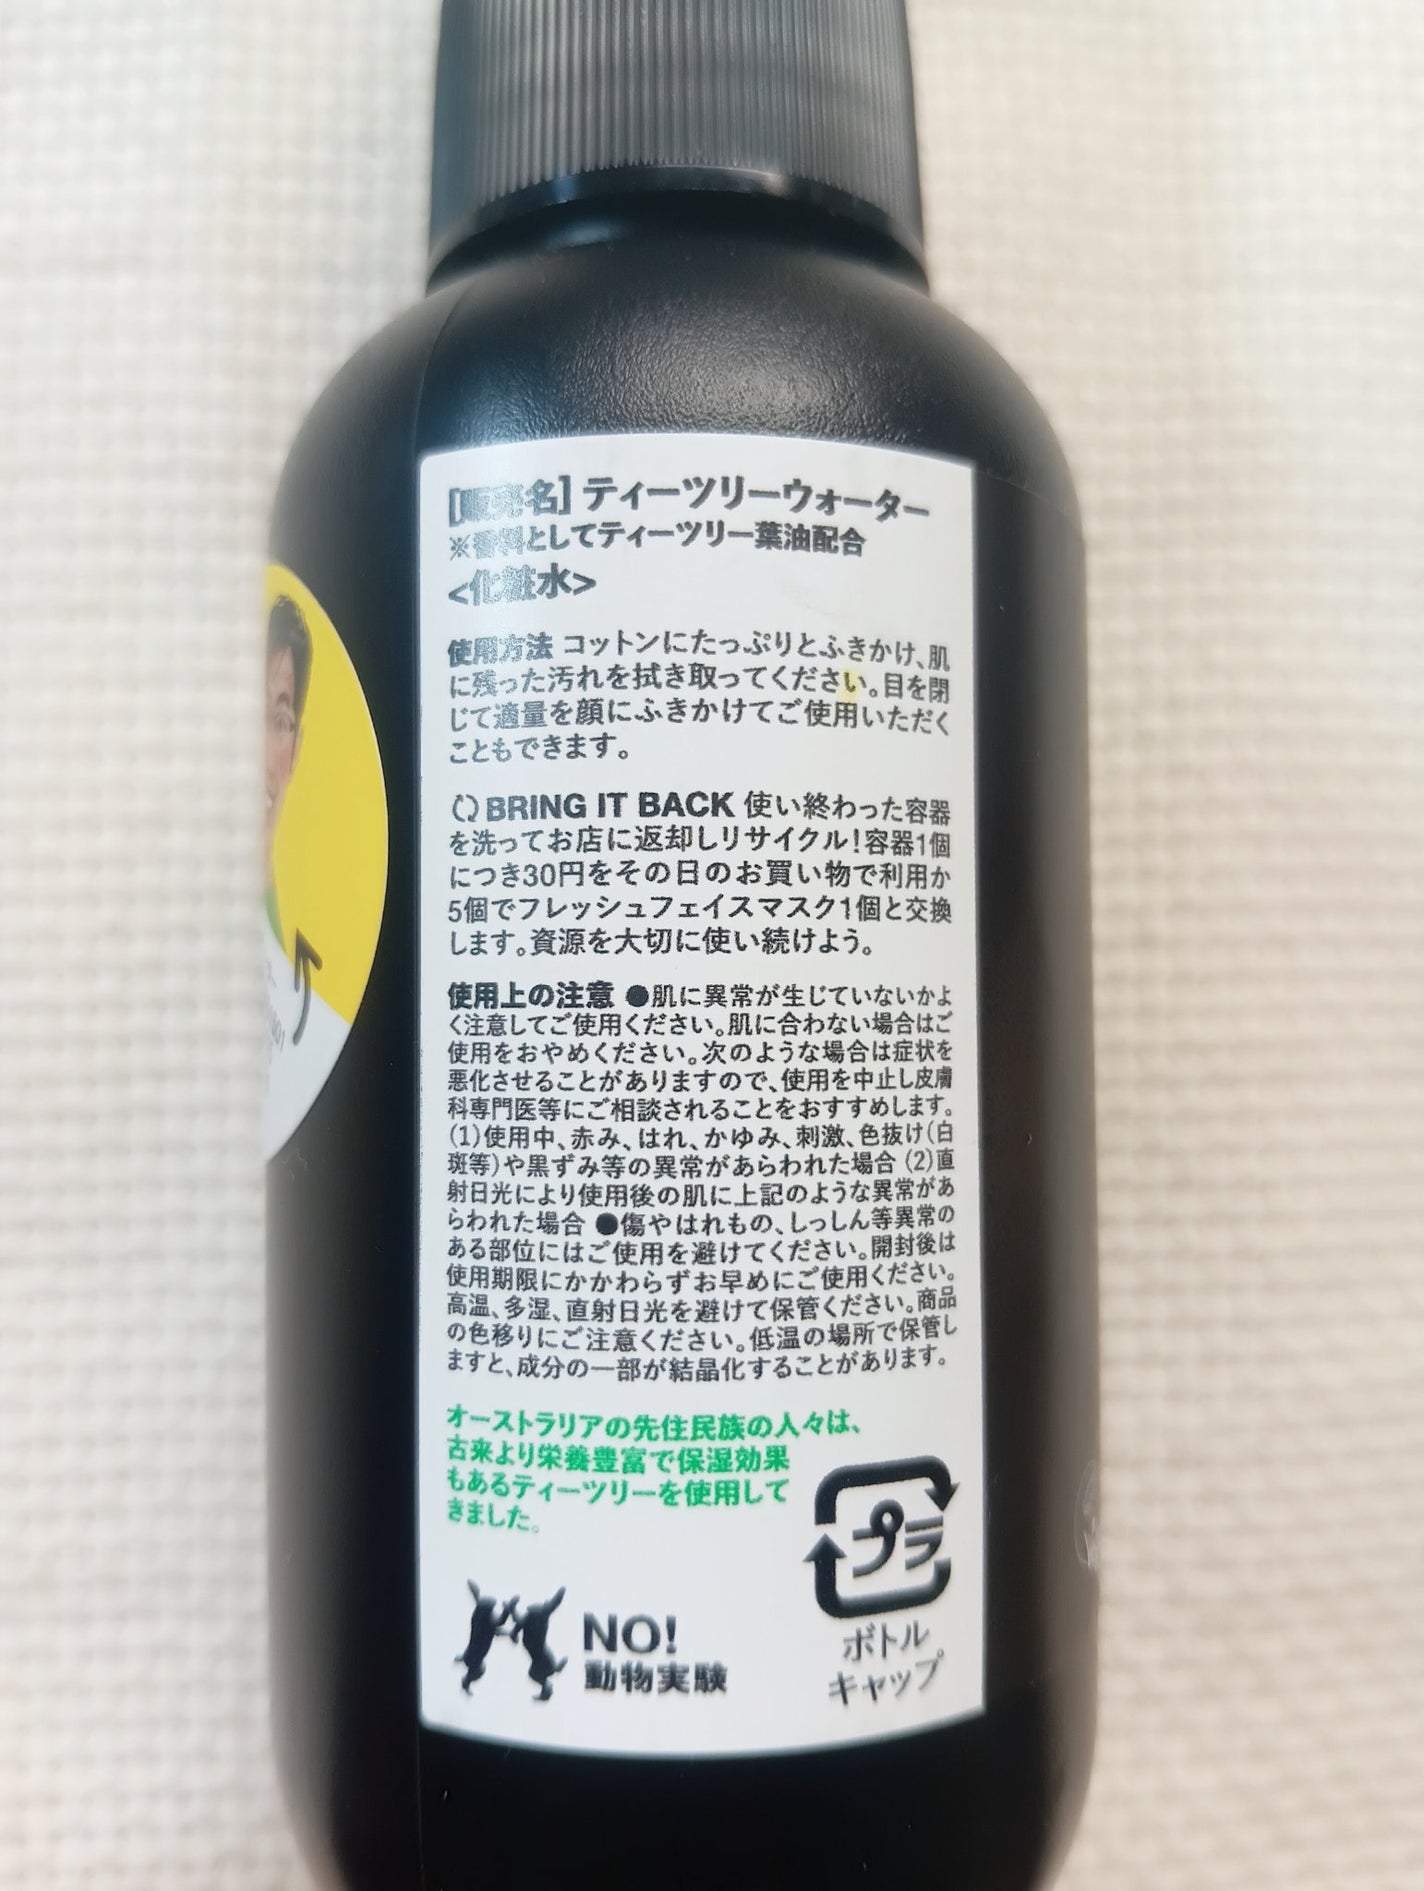 [販売名] ティーツリーウォーター
※香料としてティーツリー葉油配合
<化粧水>
使用方法 コットンにたっぷりとふきかけ、肌
に残った汚れを拭き取ってください。目を閉
じて適量を顔にふきかけてご使用いただく
こともできます。
BRING IT BACK 使い終わった容器
を洗ってお店に返却しリサイクル!容器1個
につき30円をその日のお買い物で利用か
5個でフレッシュフェイスマスク1個と交換
します。資源を大切に使い続けよう。
使用上の注意 ●肌に異常が生じていないかよ
く注意してご使用ください。肌に合わない場合はご
使用をおやめください。次のような場合は症状を
悪化させることがありますので、使用を中止し皮膚
科専門医等にご相談されることをおすすめします。
(1)使用中、赤み、はれ、かゆみ、刺激、色抜け(白
斑等)や黒ずみ等の異常があらわれた場合 (2)直
射日光により使用後の肌に上記のような異常があ
らわれた場合 ●傷やはれもの、しっしん等異常の
ある部位にはご使用を避けてください。開封後は
使用期限にかかわらずお早めにご使用ください。
高温、多湿、直射日光を避けて保管ください。商品
の色移りにご注意ください。低温の場所で保管し
ますと、成分の一部が結晶化することがあります。
オーストラリアの先住民族の人々は、
古来より栄養豊富で保湿効果
もあるティーツリーを使用して
きました。
プラ
ボトル
キャップ
NO!
動物実験